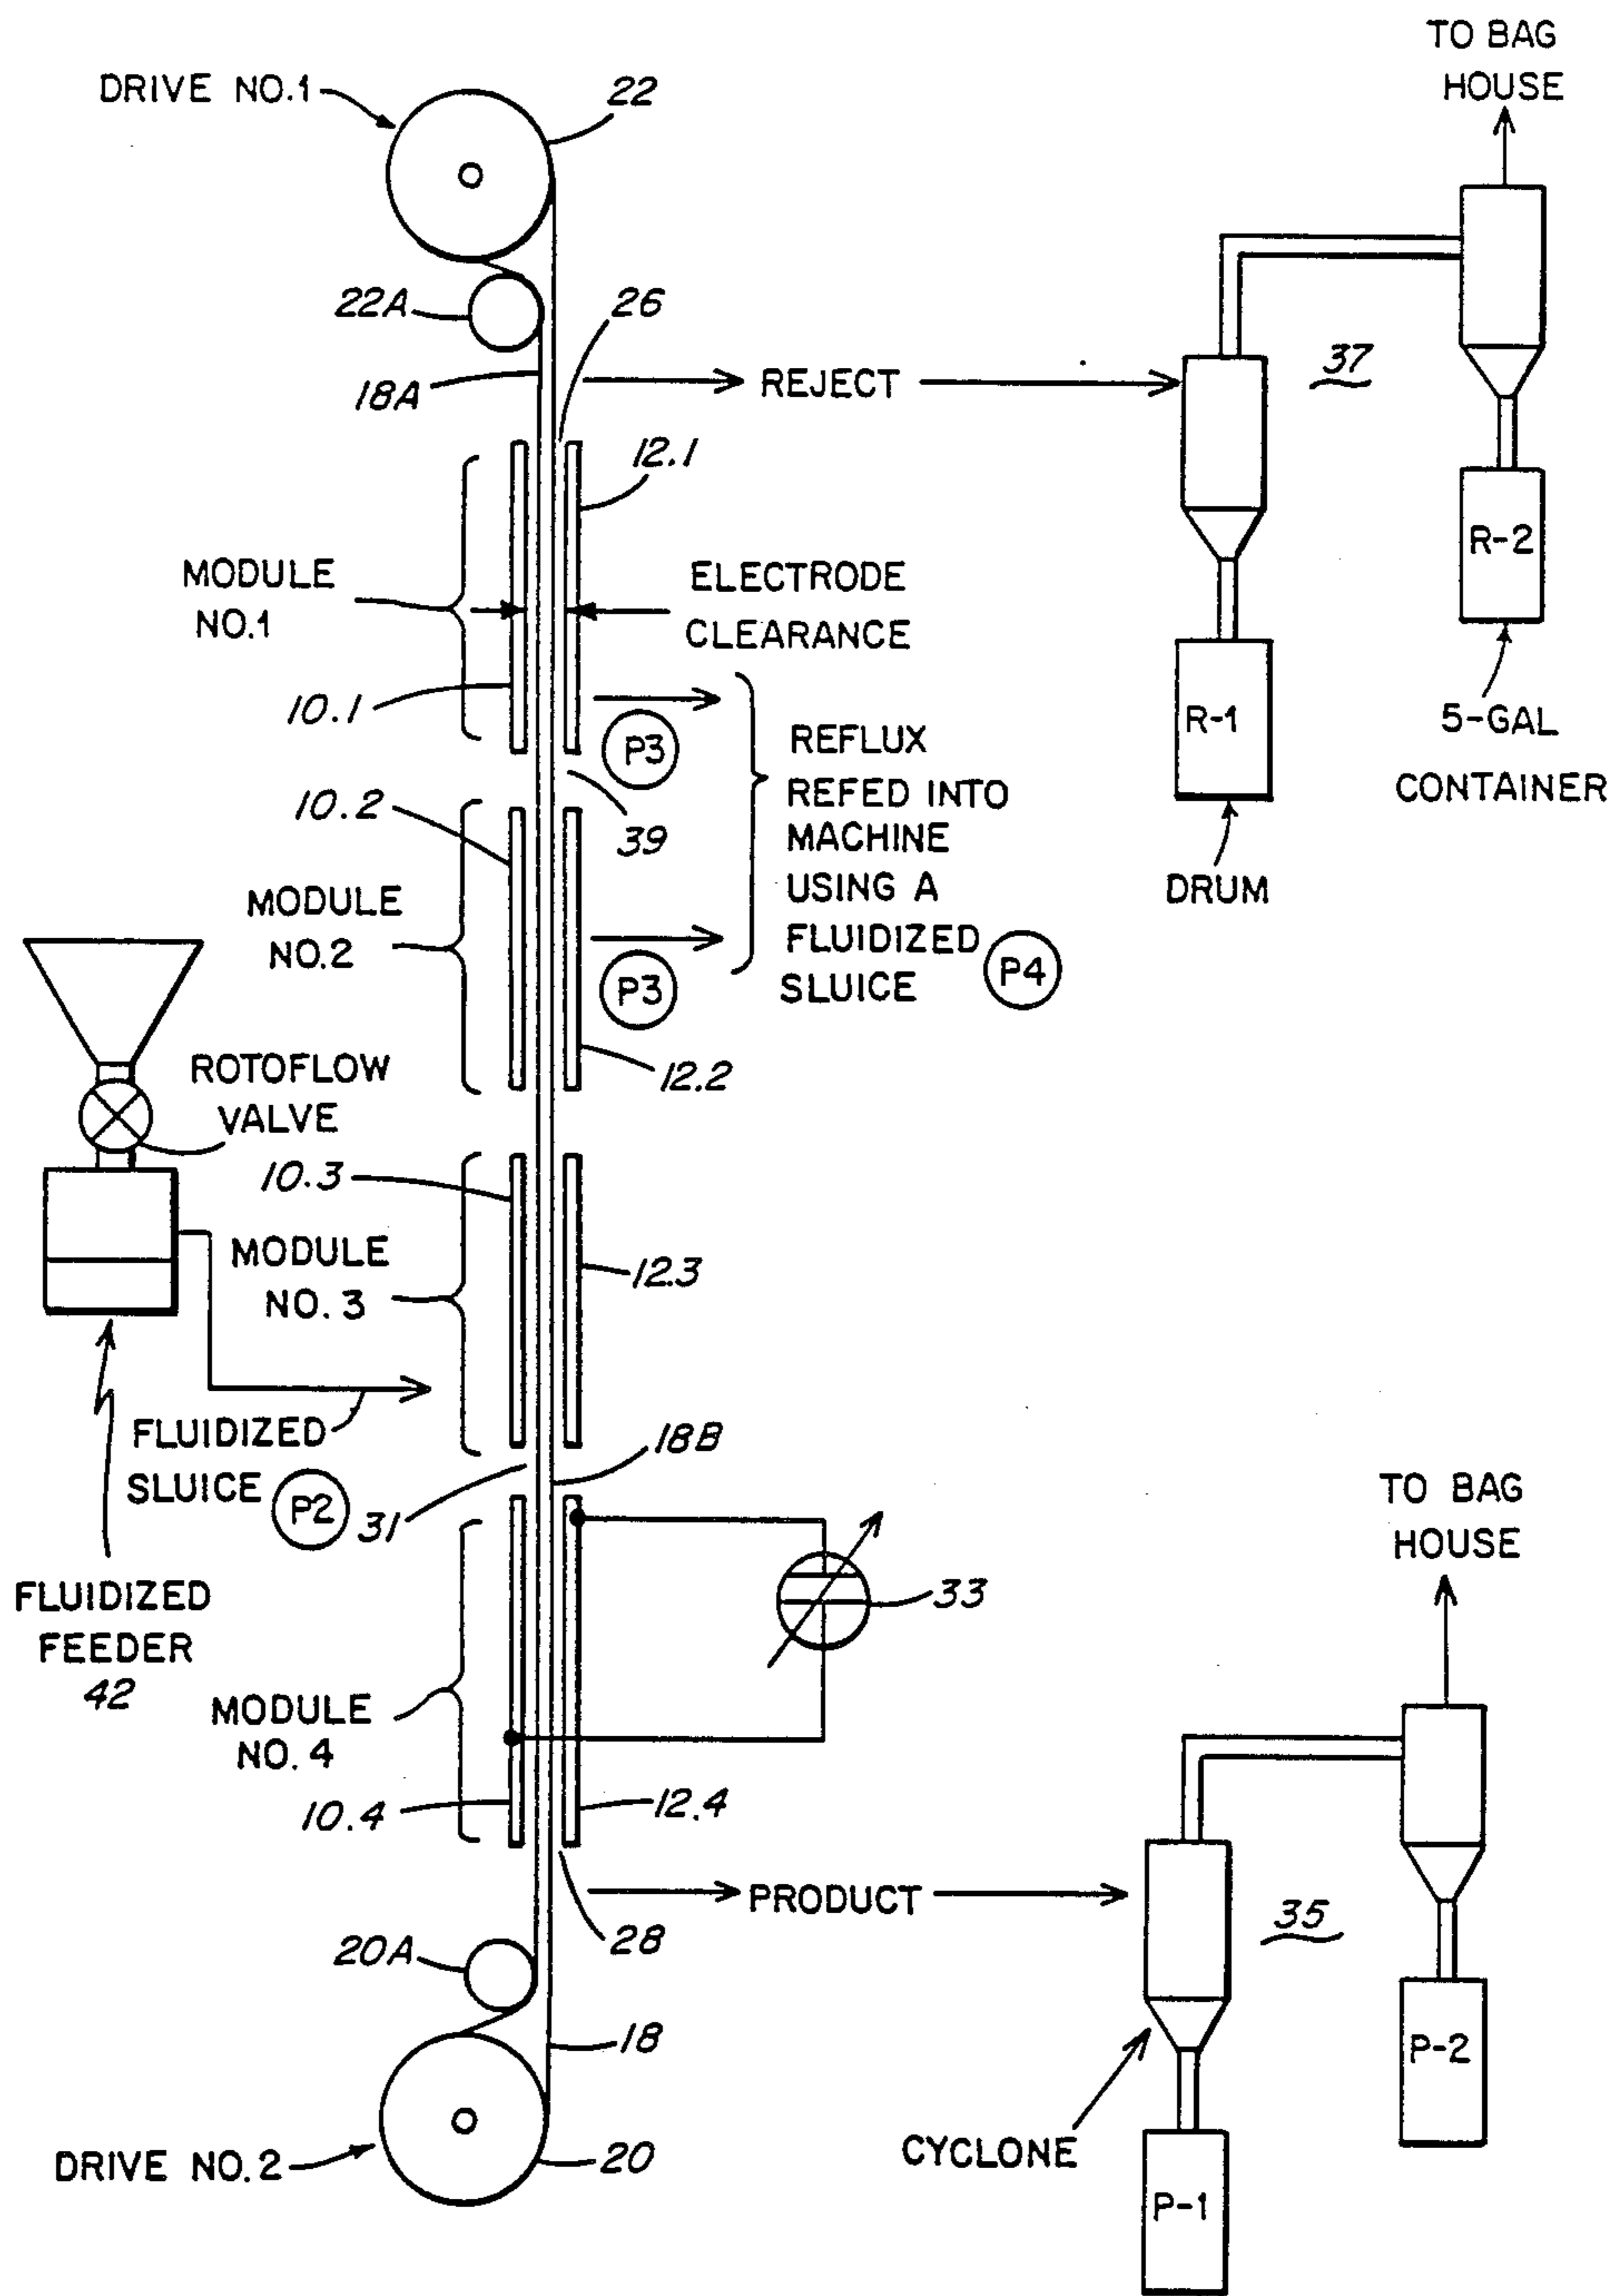 TO BAG
HOUSE
DRIVE NO.1
22
22A
26
18A
REJECT
37
12.1
MODULE
NO.1
ELECTRODE
CLEARANCE
R-2
10.1
P3
R-1
5-GAL
CONTAINER
REFLUX
REFED INTO
MACHINE
USING A
FLUIDIZED
SLUICE
P4
10.2
39
DRUM
MODULE
NO.2
P3
ROTOFLOW
VALVE
12.2
10.3
MODULE
NO. 3
12.3
FLUIDIZED
SLUICE
P2
31
18B
TO BAG
HOUSE
33
FLUIDIZED
FEEDER
42
MODULE
NO. 4
10.4
12.4
PRODUCT
35
28
20A
18
P-2
CYCLONE
DRIVE NO. 2
20
P-1